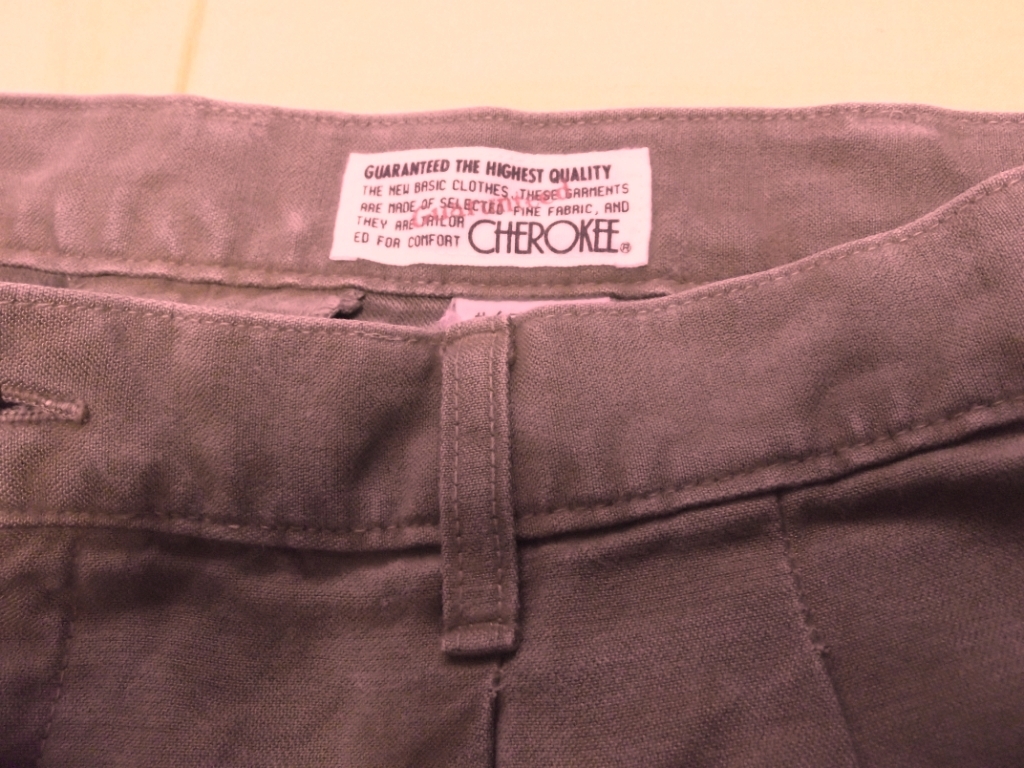 GUARANTEED THE HIGHEST QUALITY
THE NEW BASIC CLOTHES, THESE GARMENTS
ARE MADE OF SELECTED FINE FABRIC, AND
THEY ARE TAILOR
ED FOR COMFORT CHEROKEE®
Guaranteed